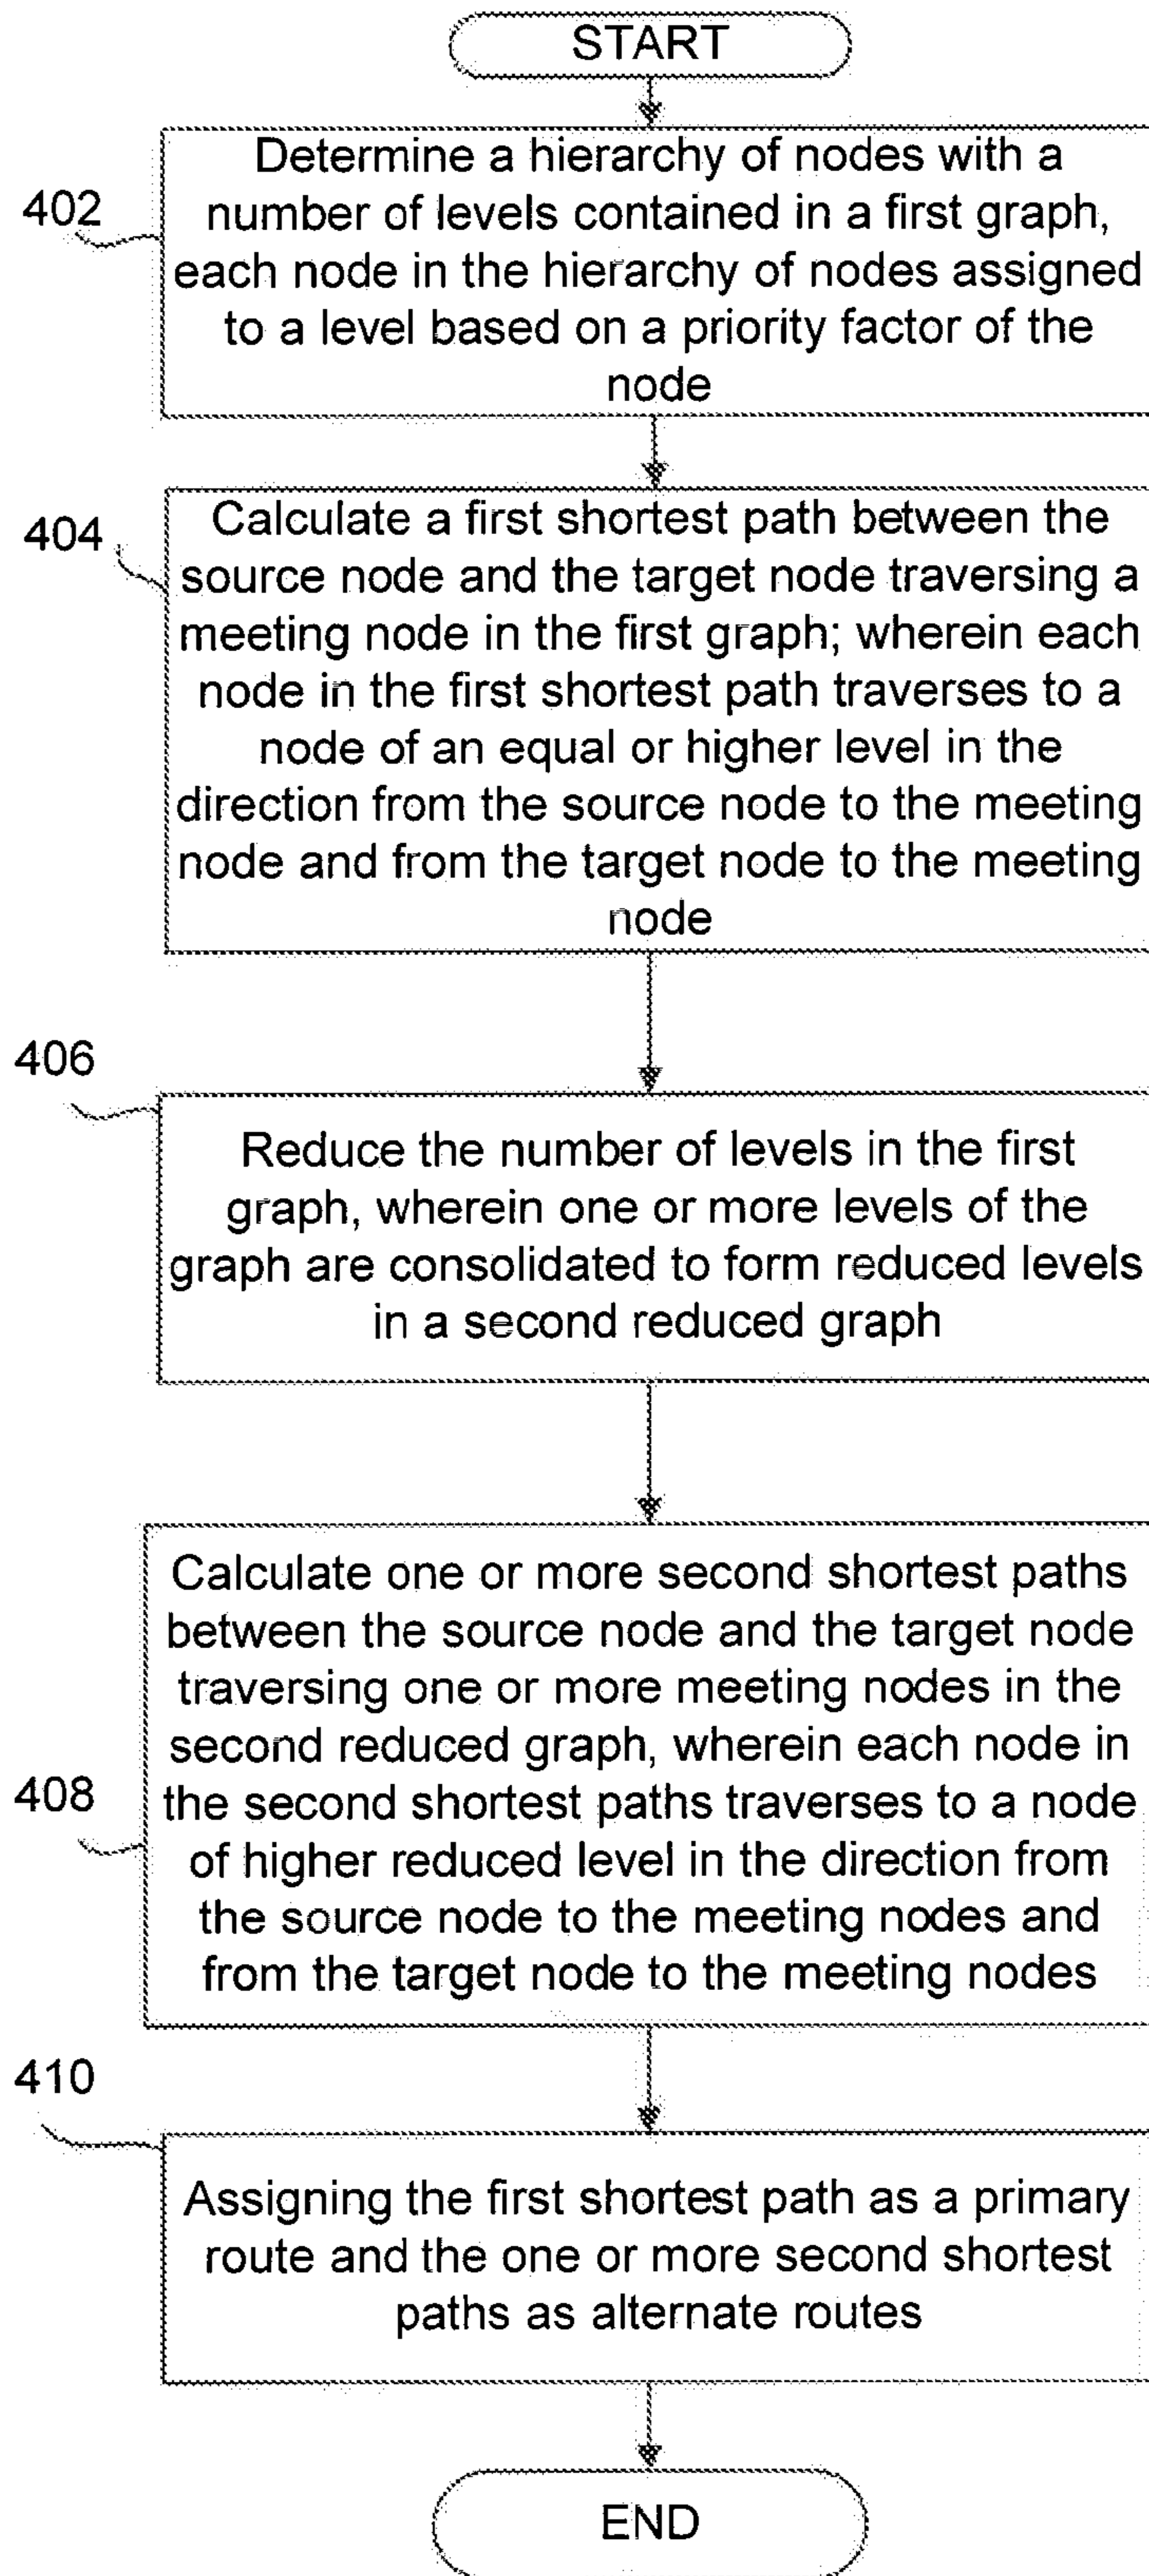 START
Determine a hierarchy of nodes with a
number of levels contained in a first graph,
each node in the hierarchy of nodes assigned
to a level based on a priority factor of the
node
402
Calculate a first shortest path between the
source node and the target node traversing a
meeting node in the first graph; wherein each
node in the first shortest path traverses to a
node of an equal or higher level in the
direction from the source node to the meeting
node and from the target node to the meeting
node
404
406
Reduce the number of levels in the first
graph, wherein one or more levels of the
graph are consolidated to form reduced levels
in a second reduced graph
Calculate one or more second shortest paths
between the source node and the target node
traversing one or more meeting nodes in the
second reduced graph, wherein each node in
the second shortest paths traverses to a node
of higher reduced level in the direction from
the source node to the meeting nodes and
from the target node to the meeting nodes
408
410
Assigning the first shortest path as a primary
route and the one or more second shortest
paths as alternate routes
END